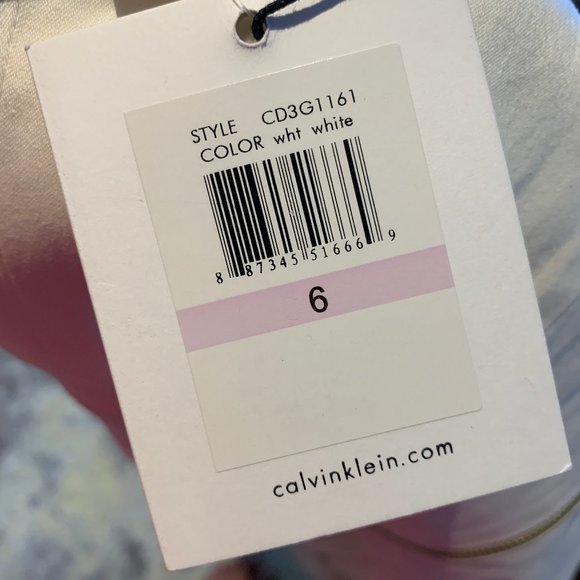 STYLE CD3G1161
COLOR wht white
8 87345 51666 9
6
calvinklein.com